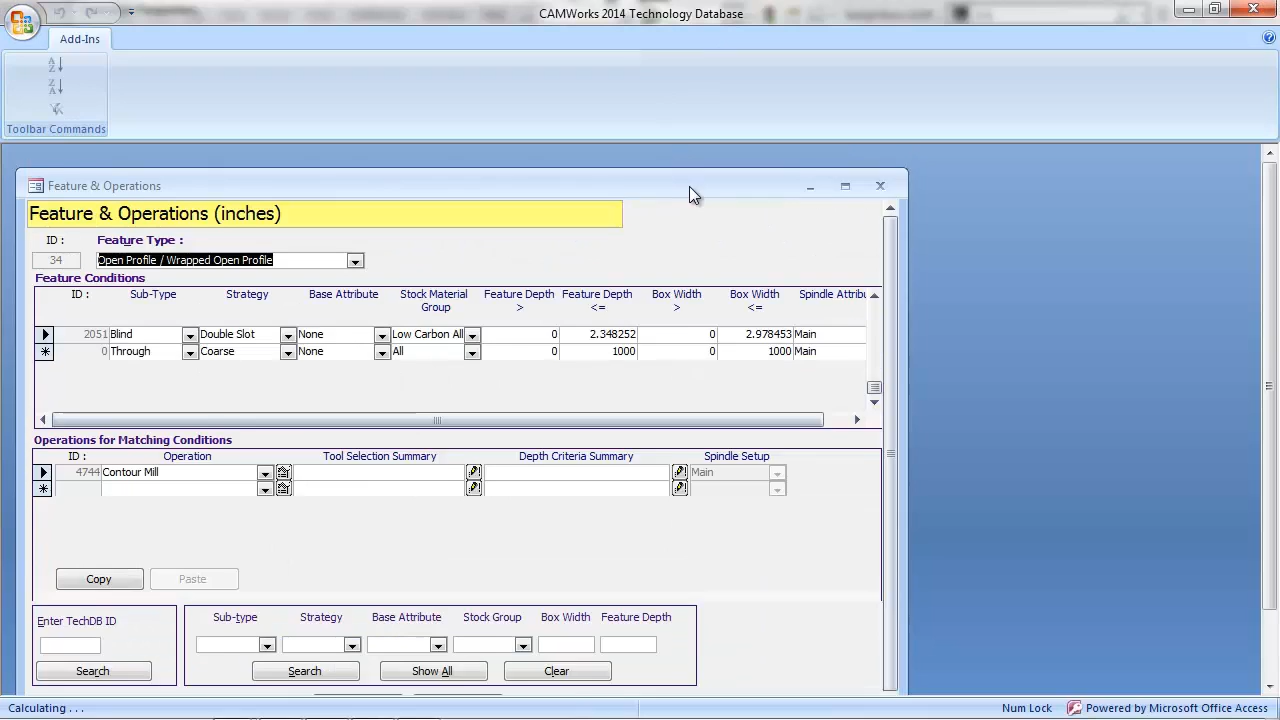 CAMWorks 2014 Technology Database
Add-Ins
Toolbar Commands
Feature & Operations
Feature & Operations (inches)
ID : Feature Type :
34 Open Profile / Wrapped Open Profile
Feature Conditions
ID : Sub-Type Strategy Base Attribute Stock Material Group Feature Depth > Feature Depth <= Box Width > Box Width <= Spindle Attribu
2051 Blind Double Slot None Low Carbon All 0 2.348252 0 2.978453 Main
0 Through Coarse None All 0 1000 0 1000 Main
Operations for Matching Conditions
ID : Operation Tool Selection Summary Depth Criteria Summary Spindle Setup
4744 Contour Mill Main
Copy Paste
Enter TechDB ID Sub-type Strategy Base Attribute Stock Group Box Width Feature Depth
Search Search Show All Clear
Calculating . . . Num Lock Powered by Microsoft Office Access